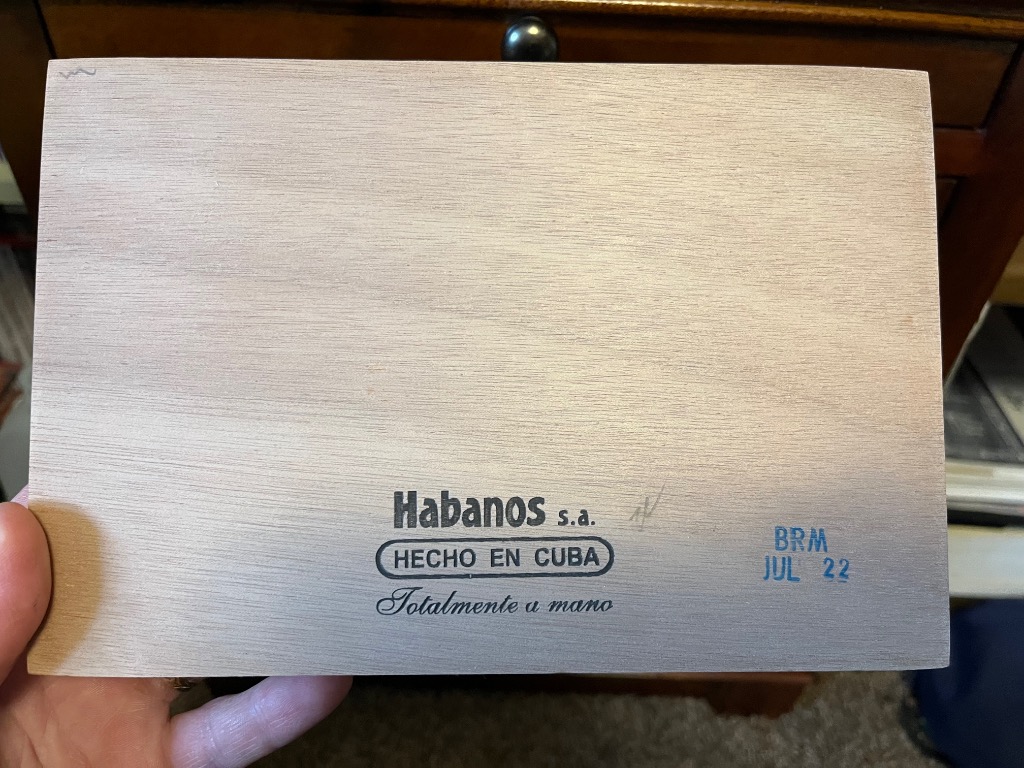 Habanos s.a.
HECHO EN CUBA
Totalmente a mano
BRM
JUL 22